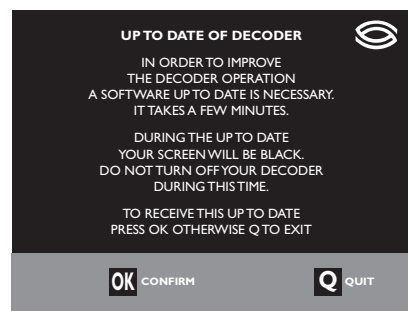 UP TO DATE OF DECODER
IN ORDER TO IMPROVE
THE DECODER OPERATION
A SOFTWARE UP TO DATE IS NECESSARY.
IT TAKES A FEW MINUTES.
DURING THE UP TO DATE
YOUR SCREEN WILL BE BLACK.
DO NOT TURN OFF YOUR DECODER
DURING THIS TIME.
TO RECEIVE THIS UP TO DATE
PRESS OK OTHERWISE Q TO EXIT
OK CONFIRM Q QUIT